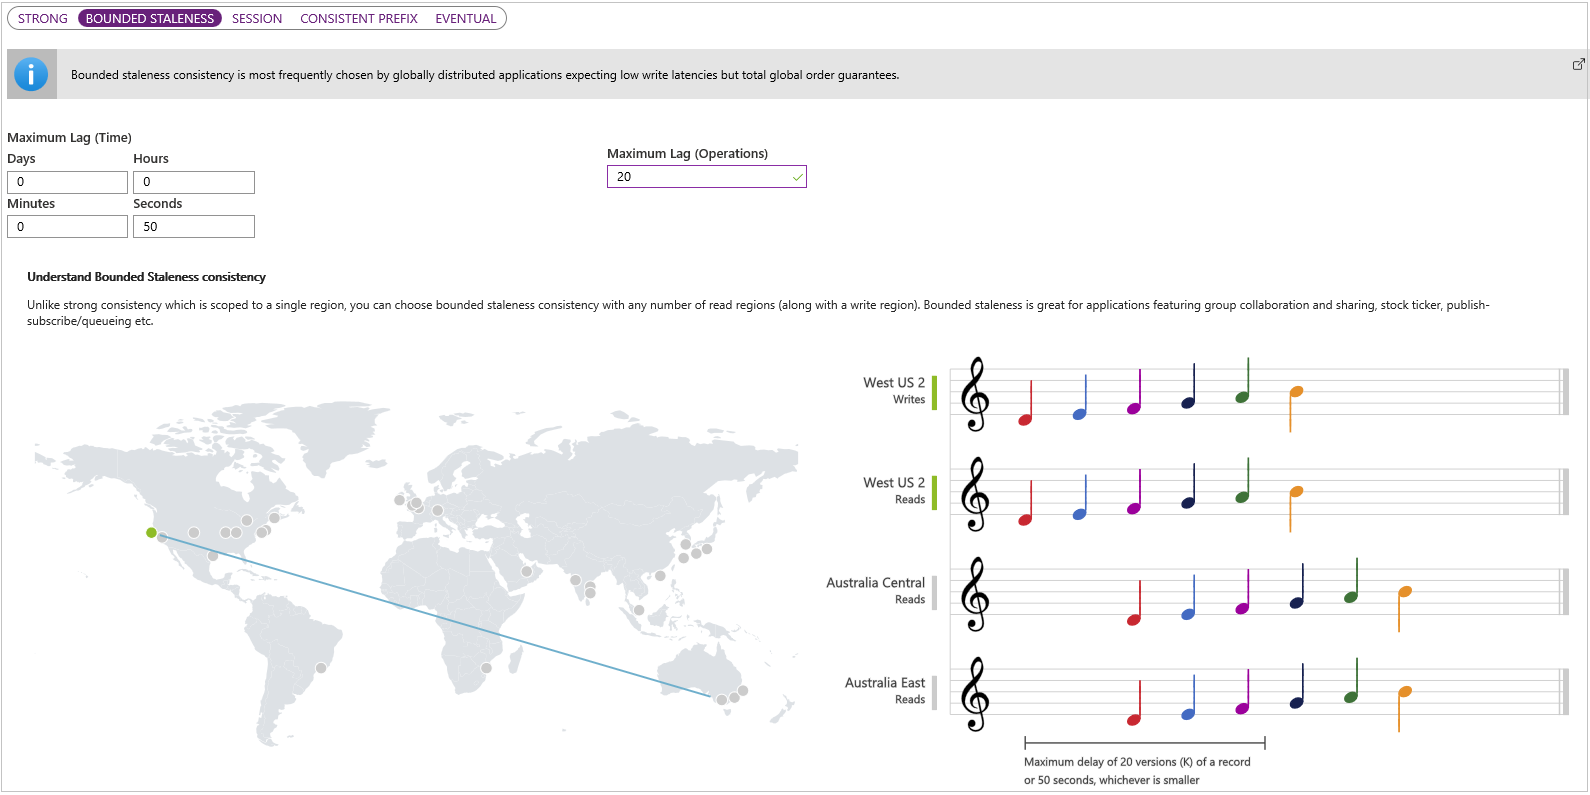 STRONG BOUNDED STALENESS SESSION CONSISTENT PREFIX EVENTUAL
Bounded staleness consistency is most frequently chosen by globally distributed applications expecting low write latencies but total global order guarantees.
Maximum Lag (Time)
Days Hours
0 0
Minutes Seconds
0 50
Maximum Lag (Operations)
20
Understand Bounded Staleness consistency
Unlike strong consistency which is scoped to a single region, you can choose bounded staleness consistency with any number of read regions (along with a write region). Bounded staleness is great for applications featuring group collaboration and sharing, stock ticker, publish-
subscribe/queueing etc.
West US 2
Writes
West US 2
Reads
Australia Central
Reads
Australia East
Reads
Maximum delay of 20 versions (K) of a record
or 50 seconds, whichever is smaller